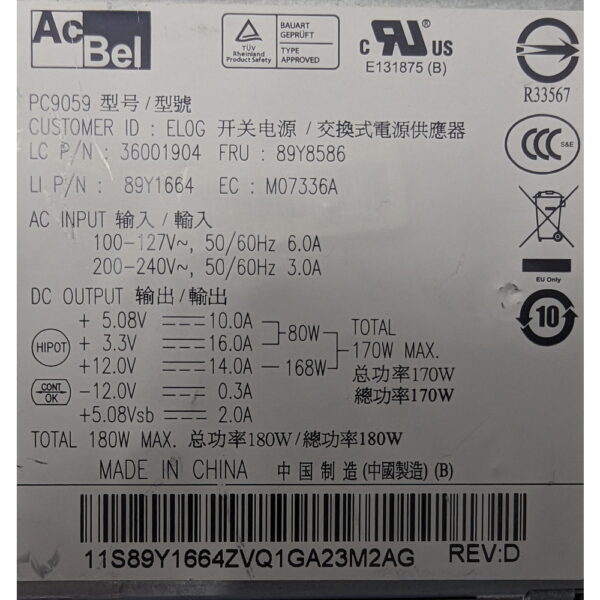 AcBel
TÜV
Rheinland
Product Safety
BAUART
GEPRÜFT
TYPE
APPROVED
c RU US
E131875 (B)
R33567
PC9059 型号/型號
CUSTOMER ID : ELOG 开关电源 / 交換式電源供應器
LC P/N : 36001904 FRU : 89Y8586
LI P/N : 89Y1664 EC : M07336A
CCC S&E
AC INPUT 输入 / 輸入
100-127V~, 50/60Hz 6.0A
200-240V~, 50/60Hz 3.0A
EU Only
DC OUTPUT 输出 / 輸出
+ 5.08V 10.0A
+ 3.3V 16.0A
+12.0V 14.0A
-12.0V 0.3A
+5.08Vsb 2.0A
80W
168W
TOTAL
170W MAX.
总功率170W
總功率170W
HIPOT
CONT
OK
10
TOTAL 180W MAX. 总功率180W/總功率180W
MADE IN CHINA 中国制造(中國製造) (B)
11S89Y1664ZVQ1GA23M2AG REV:D